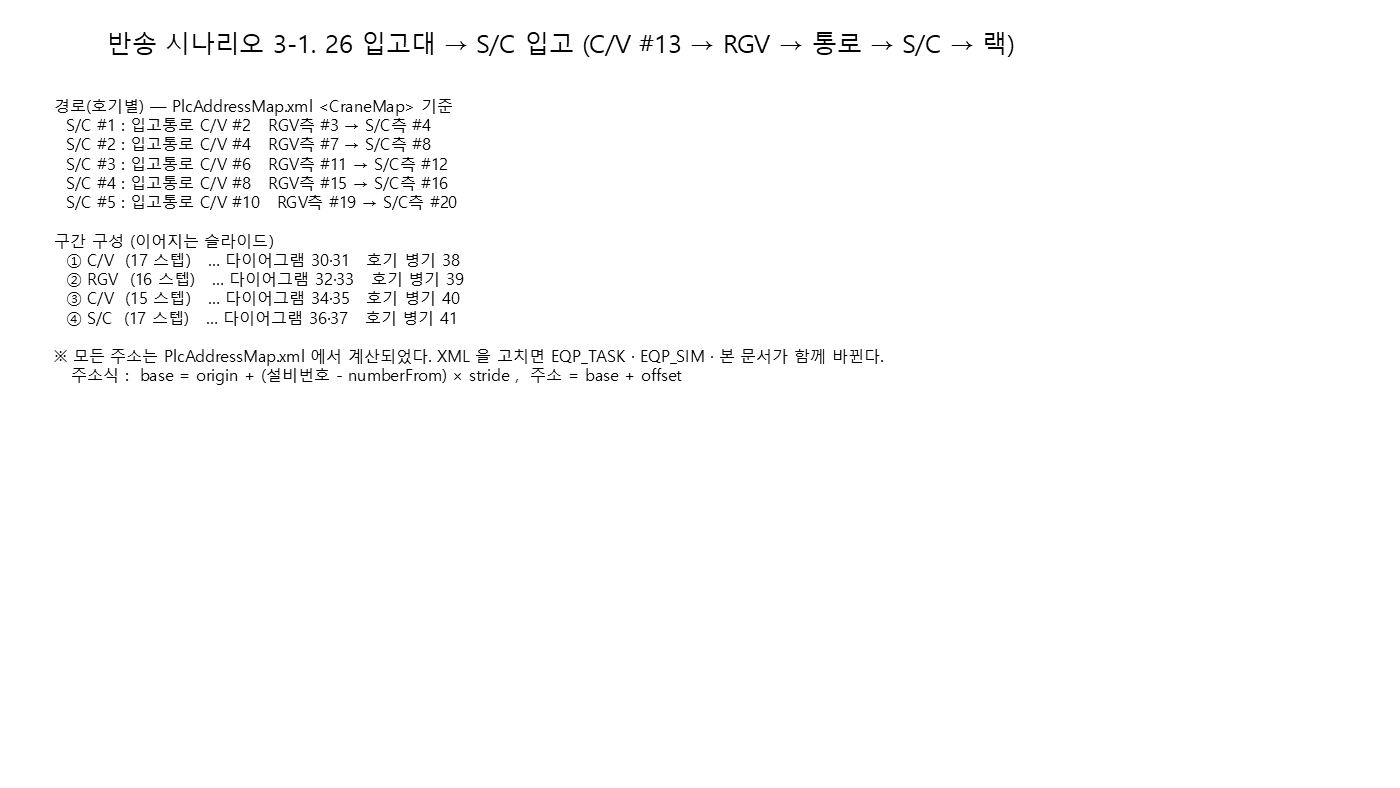 반송 시나리오 3-1. 26 입고대 → S/C 입고 (C/V #13 → RGV → 통로 → S/C → 랙)
경로(호기별) — PlcAddressMap.xml <CraneMap> 기준
S/C #1 : 입고통로 C/V #2 RGV측 #3 → S/C측 #4
S/C #2 : 입고통로 C/V #4 RGV측 #7 → S/C측 #8
S/C #3 : 입고통로 C/V #6 RGV측 #11 → S/C측 #12
S/C #4 : 입고통로 C/V #8 RGV측 #15 → S/C측 #16
S/C #5 : 입고통로 C/V #10 RGV측 #19 → S/C측 #20
구간 구성 (이어지는 슬라이드)
① C/V (17 스텝) ... 다이어그램 30·31 호기 병기 38
② RGV (16 스텝) ... 다이어그램 32·33 호기 병기 39
③ C/V (15 스텝) ... 다이어그램 34·35 호기 병기 40
④ S/C (17 스텝) ... 다이어그램 36·37 호기 병기 41
※ 모든 주소는 PlcAddressMap.xml 에서 계산되었다. XML 을 고치면 EQP_TASK · EQP_SIM · 본 문서가 함께 바뀐다.
주소식 : base = origin + (설비번호 - numberFrom) × stride , 주소 = base + offset